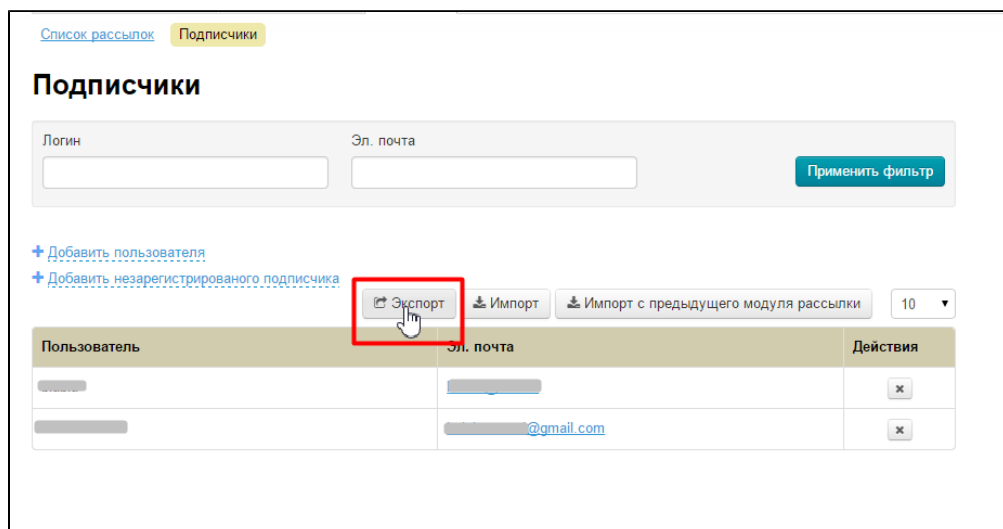 Список рассылок Подписчики
Подписчики
Логин Эл. почта
Применить фильтр
Добавить пользователя
Добавить незарегистрированого подписчика
Экспорт Импорт Импорт с предыдущего модуля рассылки 10
Пользователь Эл. почта Действия
@gmail.com